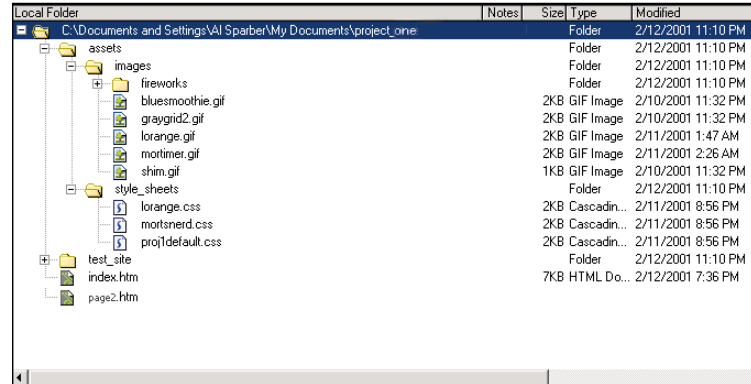 Local Folder Notes Size Type Modified
C:\Documents and Settings\Al Sparber\My Documents\project_oine Folder 2/12/2001 11:10 PM
assets Folder 2/12/2001 11:10 PM
images Folder 2/12/2001 11:10 PM
fireworks Folder 2/12/2001 11:10 PM
bluesmoothie.gif 2KB GIF Image 2/10/2001 11:32 PM
graygrid2.gif 2KB GIF Image 2/10/2001 11:32 PM
lorange.gif 2KB GIF Image 2/11/2001 1:47 AM
mortimer.gif 2KB GIF Image 2/11/2001 2:26 AM
shim.gif 1KB GIF Image 2/10/2001 11:32 PM
style_sheets Folder 2/12/2001 11:10 PM
lorange.css 2KB Cascadin... 2/11/2001 8:56 PM
mortsnerd.css 2KB Cascadin... 2/11/2001 8:56 PM
proj1default.css 2KB Cascadin... 2/11/2001 8:56 PM
test_site Folder 2/12/2001 11:10 PM
index.htm 7KB HTML Do... 2/12/2001 7:36 PM
page2.htm